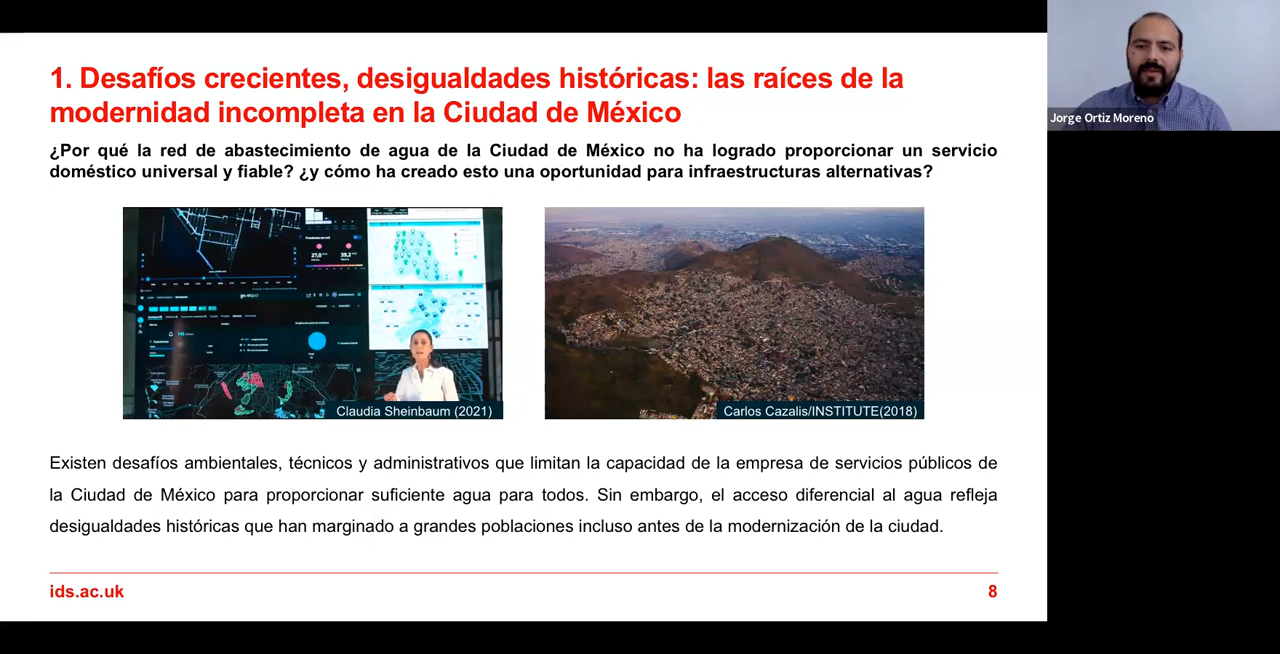 1. Desafíos crecientes, desigualdades históricas: las raíces de la
modernidad incompleta en la Ciudad de México
¿Por qué la red de abastecimiento de agua de la Ciudad de México no ha logrado proporcionar un servicio
doméstico universal y fiable? ¿y cómo ha creado esto una oportunidad para infraestructuras alternativas?
27,0
39,2
Claudia Sheinbaum (2021)
Carlos Cazalis/INSTITUTE(2018)
Existen desafíos ambientales, técnicos y administrativos que limitan la capacidad de la empresa de servicios públicos de
la Ciudad de México para proporcionar suficiente agua para todos. Sin embargo, el acceso diferencial al agua refleja
desigualdades históricas que han marginado a grandes poblaciones incluso antes de la modernización de la ciudad.
ids.ac.uk
8
Jorge Ortiz Moreno